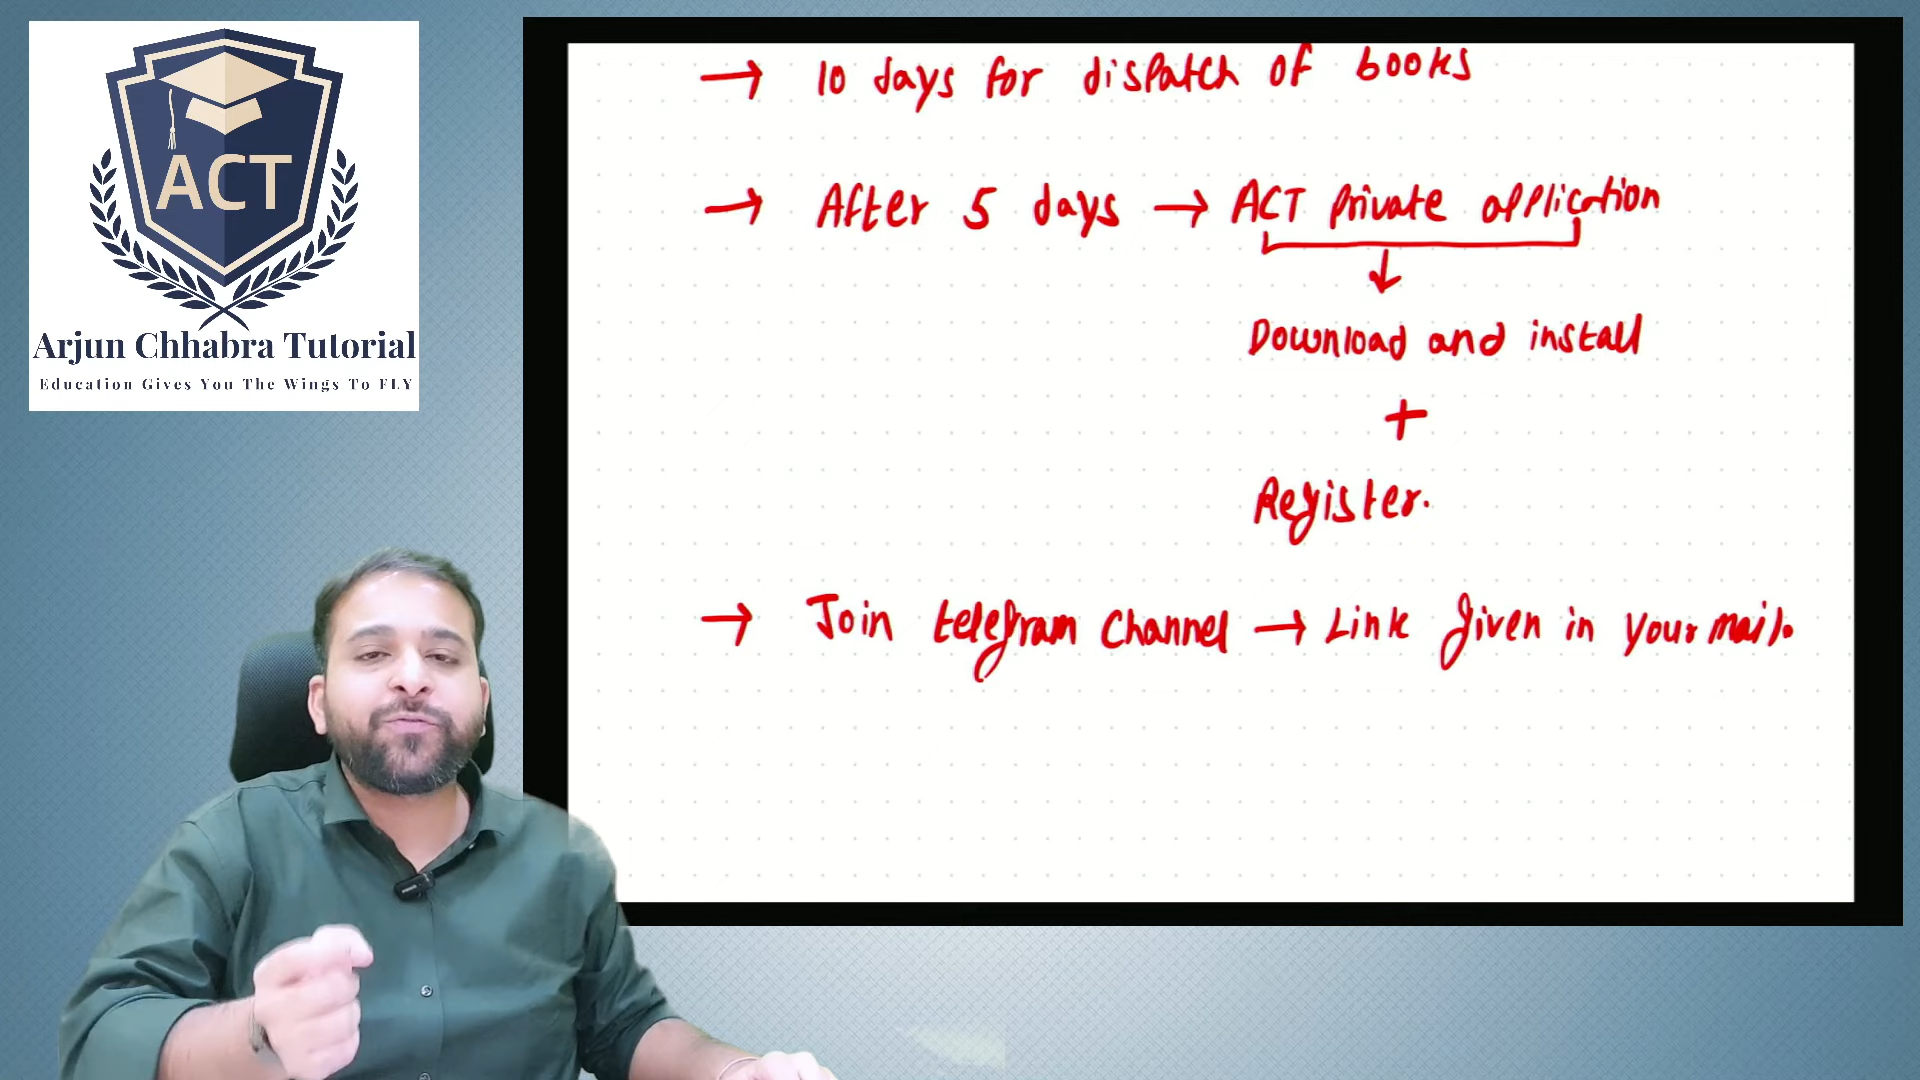 ACT
Arjun Chhabra Tutorial
Education Gives You The Wings To FLY
→ 10 days for dispatch of books
→ After 5 days → ACT private application
↓
Download and install
+
Register.
→ Join telegram channel → Link given in your mail.